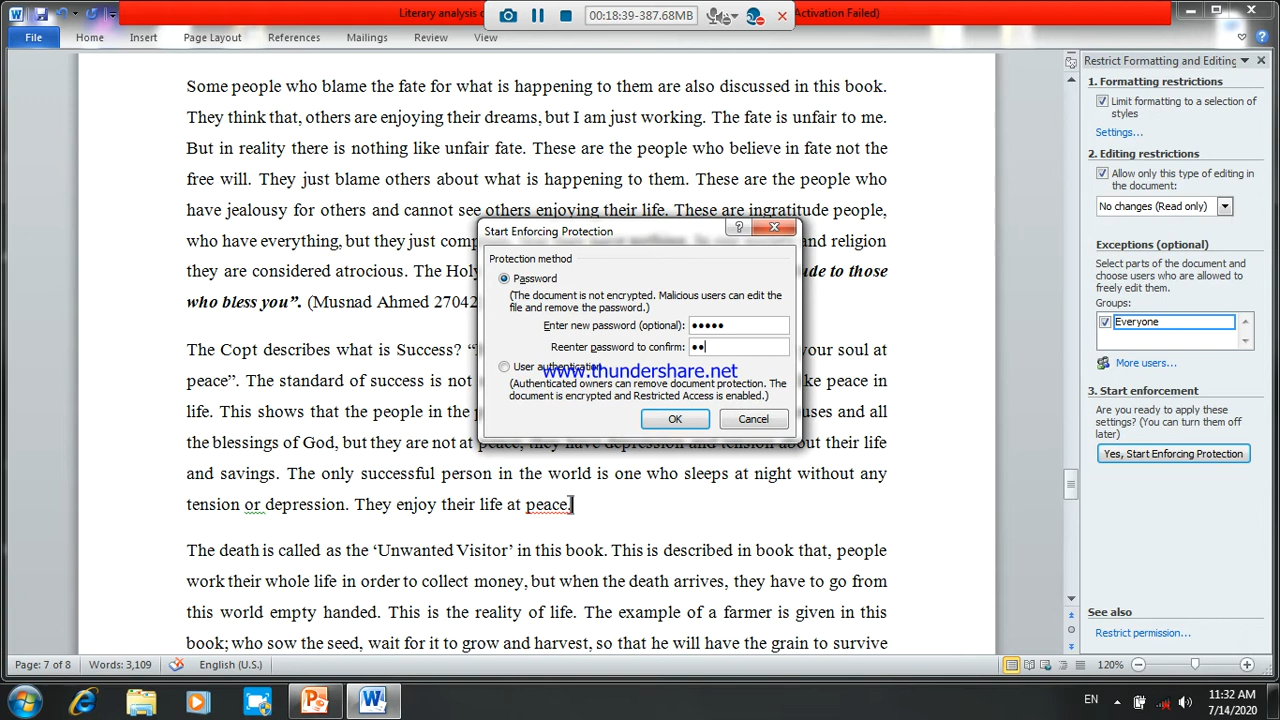 Literary analysis o
00:18:39-387.68MB
Activation Failed)
File Home Insert Page Layout References Mailings Review View
Some people who blame the fate for what is happening to them are also discussed in this book.
They think that, others are enjoying their dreams, but I am just working. The fate is unfair to me.
But in reality there is nothing like unfair fate. These are the people who believe in fate not the
free will. They just blame others about what is happening to them. These are the people who
have jealousy for others and cannot see others enjoying their life. These are ingratitude people,
who have everything, but they just com and religion
they are considered atrocious. The Holy ude to those
who bless you”. (Musnad Ahmed 27042
The Copt describes what is Success? “ your soul at
peace”. The standard of success is not ke peace in
life. This shows that the people in the uses and all
the blessings of God, but they are not at peace, they have depression and tension about their life
and savings. The only successful person in the world is one who sleeps at night without any
tension or depression. They enjoy their life at peace.
The death is called as the ‘Unwanted Visitor’ in this book. This is described in book that, people
work their whole life in order to collect money, but when the death arrives, they have to go from
this world empty handed. This is the reality of life. The example of a farmer is given in this
book; who sow the seed, wait for it to grow and harvest, so that he will have the grain to survive
Start Enforcing Protection
Protection method
Password
(The document is not encrypted. Malicious users can edit the
file and remove the password.)
Enter new password (optional): •••••
Reenter password to confirm: ••
User authentication
www.thundershare.net
(Authenticated owners can remove document protection. The
document is encrypted and Restricted Access is enabled.)
OK Cancel
Restrict Formatting and Editing
1. Formatting restrictions
Limit formatting to a selection of
styles
Settings...
2. Editing restrictions
Allow only this type of editing in
the document:
No changes (Read only)
Exceptions (optional)
Select parts of the document and
choose users who are allowed to
freely edit them.
Groups:
Everyone
More users...
3. Start enforcement
Are you ready to apply these
settings? (You can turn them off
later)
Yes, Start Enforcing Protection
See also
Restrict permission...
Page: 7 of 8 Words: 3,109 English (U.S.) 120%
EN 11:32 AM
7/14/2020